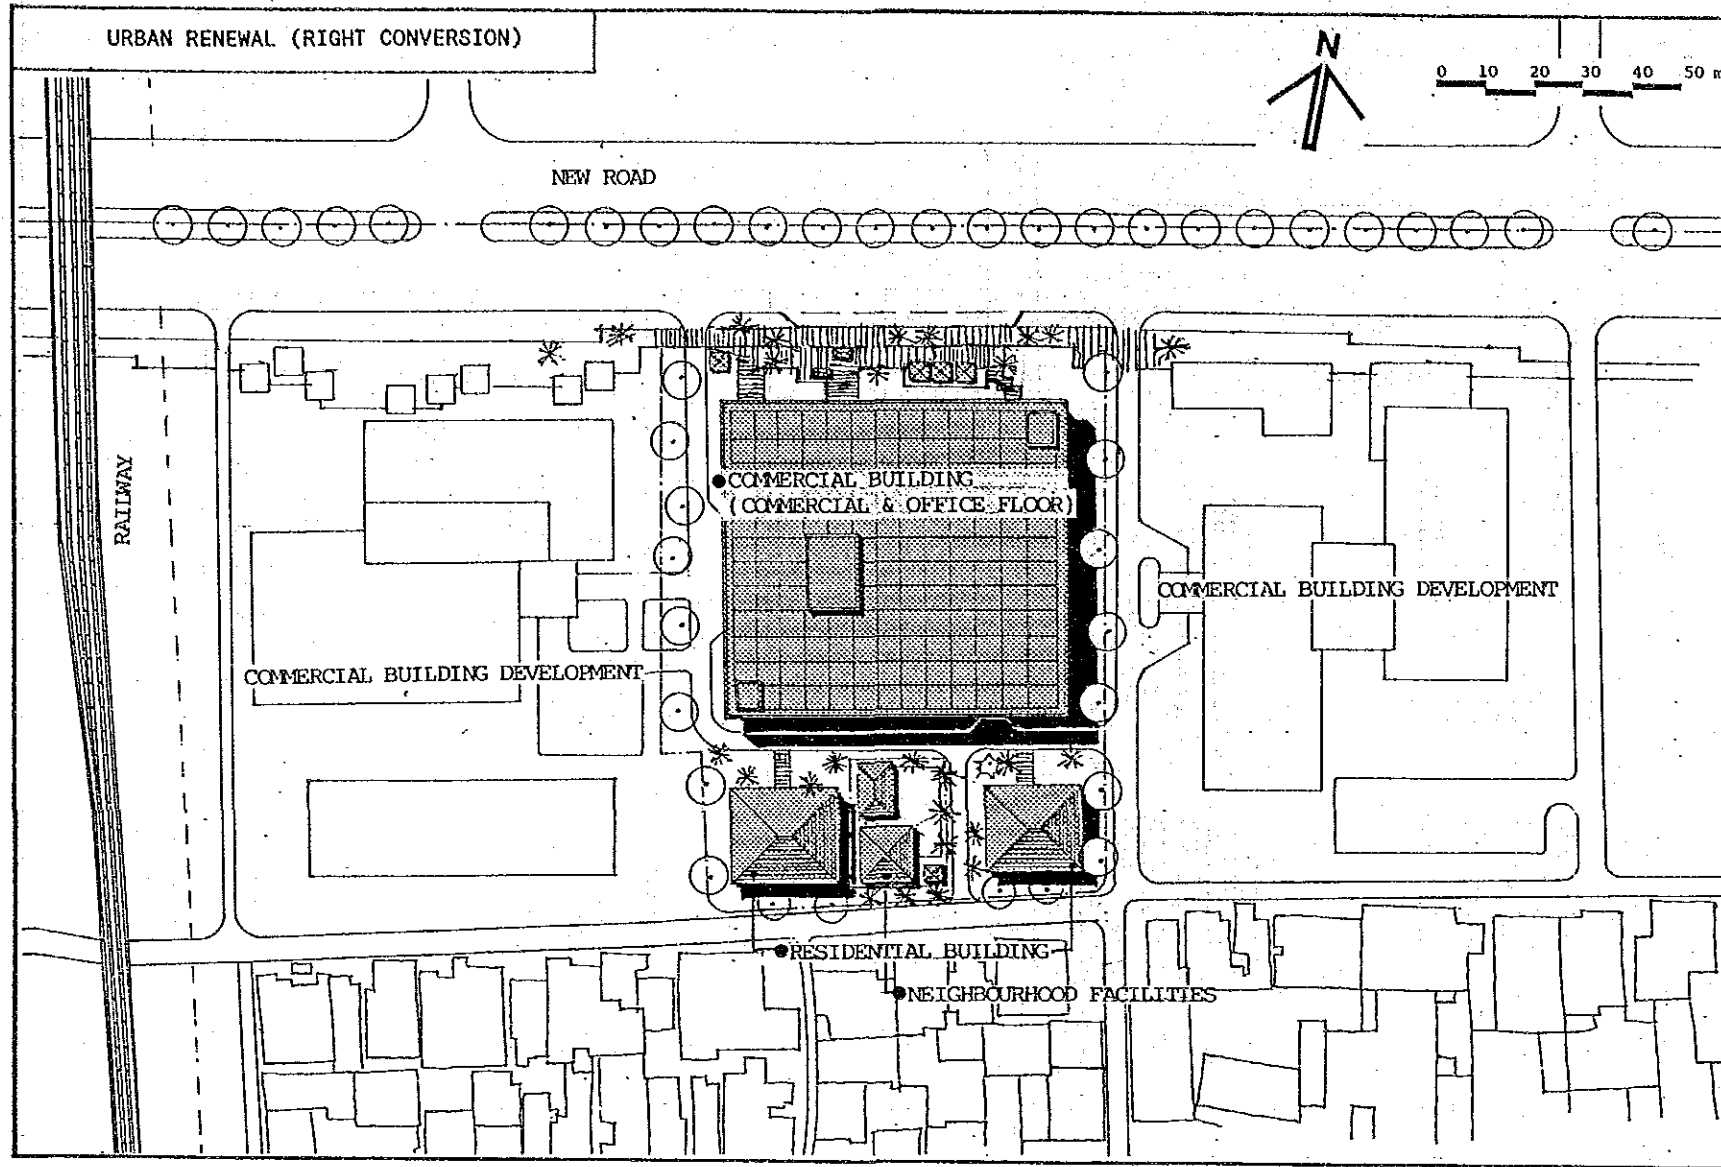 URBAN RENEWAL (RIGHT CONVERSION)
N
0 10 20 30 40 50 m
NEW ROAD
RAILWAY
COMMERCIAL BUILDING
(COMMERCIAL & OFFICE FLOOR)
COMMERCIAL BUILDING DEVELOPMENT
COMMERCIAL BUILDING DEVELOPMENT
RESIDENTIAL BUILDING
NEIGHBOURHOOD FACILITIES